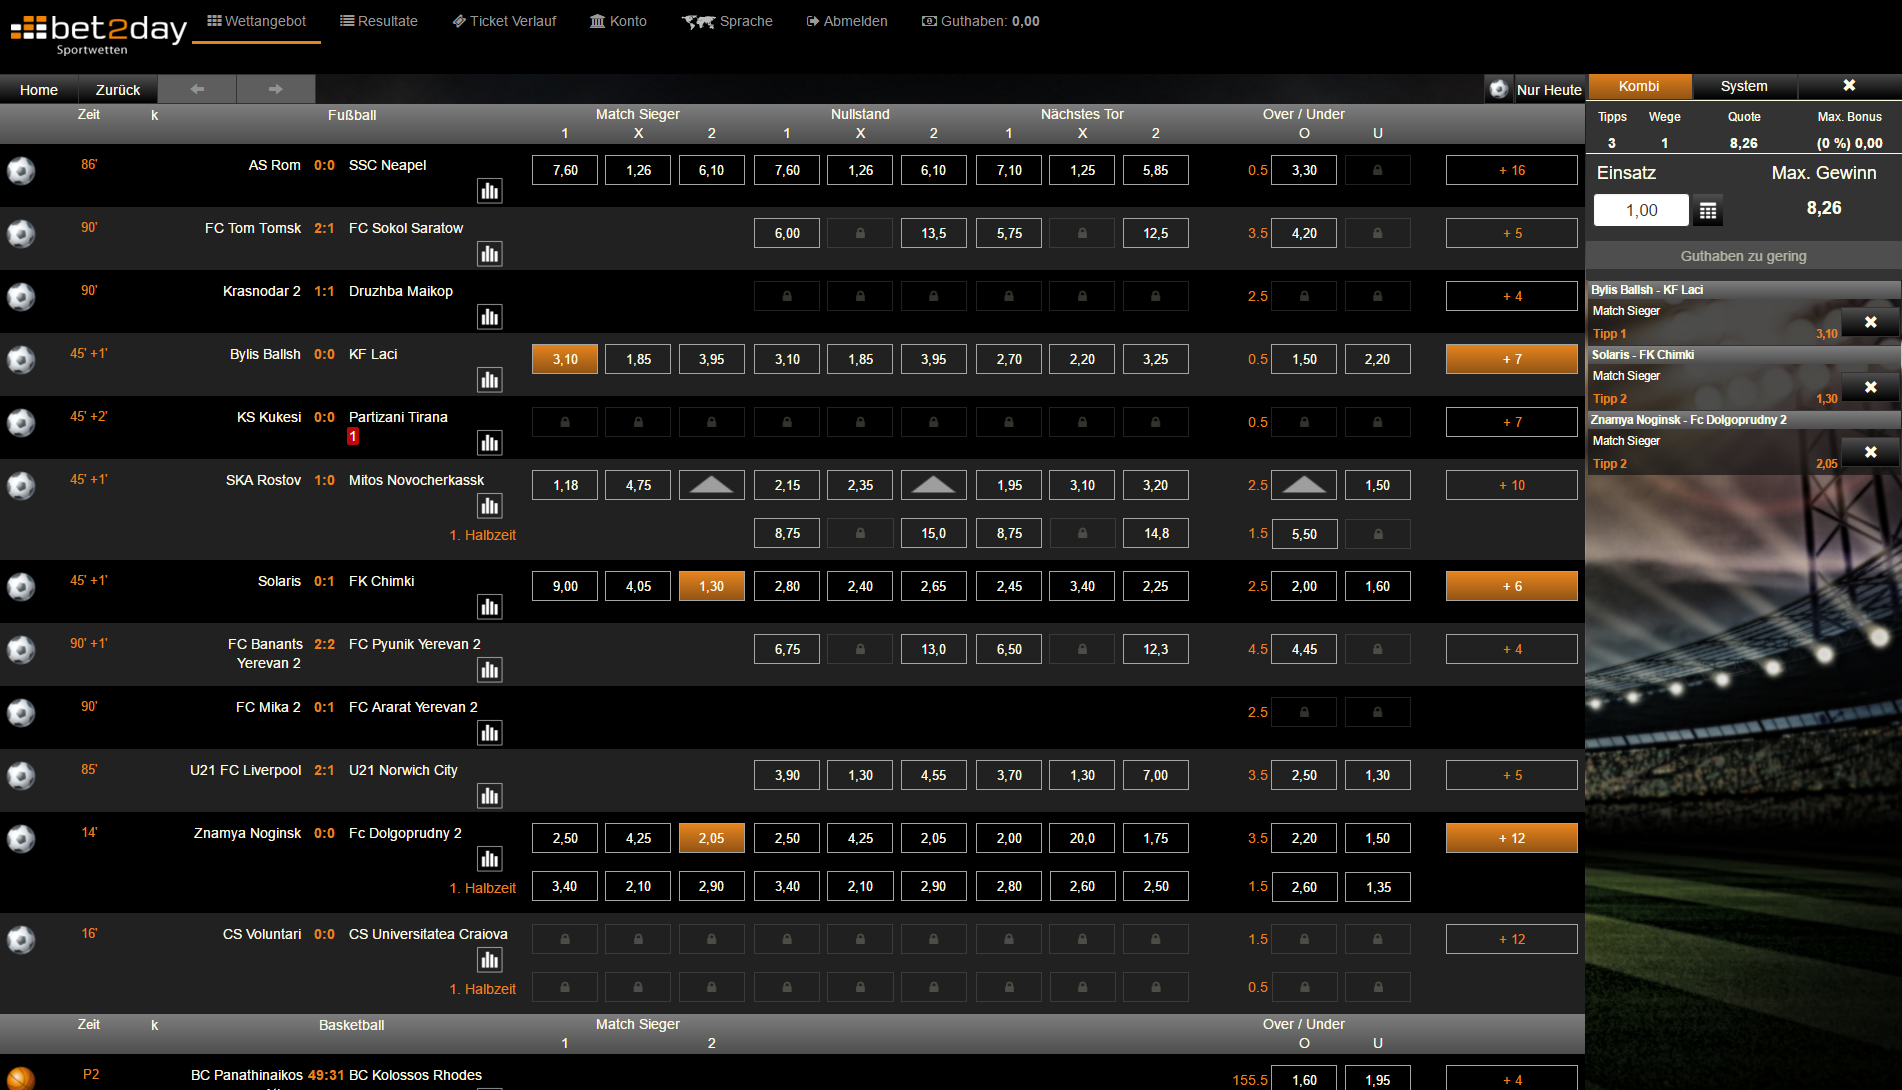 bet2day
Sportwetten
Wettangebot Resultate Ticket Verlauf Konto Sprache Abmelden Guthaben: 0,00
Home Zurück Nur Heute
Zeit k Fußball Match Sieger Nullstand Nächstes Tor Over / Under
1 X 2 1 X 2 1 X 2 O U
86' AS Rom 0:0 SSC Neapel 7,60 1,26 6,10 7,60 1,26 6,10 7,10 1,25 5,85 0.5 3,30 + 16
90' FC Tom Tomsk 2:1 FC Sokol Saratow 6,00 13,5 5,75 12,5 3.5 4,20 + 5
90' Krasnodar 2 1:1 Druzhba Maikop 2.5 + 4
45' +1' Bylis Ballsh 0:0 KF Laci 3,10 1,85 3,95 3,10 1,85 3,95 2,70 2,20 3,25 0.5 1,50 2,20 + 7
45' +2' KS Kukesi 0:0 Partizani Tirana 0.5 + 7
1
45' +1' SKA Rostov 1:0 Mitos Novocherkassk 1,18 4,75 2,15 2,35 1,95 3,10 3,20 2.5 1,50 + 10
1. Halbzeit 8,75 15,0 8,75 14,8 1.5 5,50
45' +1' Solaris 0:1 FK Chimki 9,00 4,05 1,30 2,80 2,40 2,65 2,45 3,40 2,25 2.5 2,00 1,60 + 6
90' +1' FC Banants 2:2 FC Pyunik Yerevan 2 6,75 13,0 6,50 12,3 4.5 4,45 + 4
Yerevan 2
90' FC Mika 2 0:1 FC Ararat Yerevan 2 2.5
85' U21 FC Liverpool 2:1 U21 Norwich City 3,90 1,30 4,55 3,70 1,30 7,00 3.5 2,50 1,30 + 5
14' Znamya Noginsk 0:0 Fc Dolgoprudny 2 2,50 4,25 2,05 2,50 4,25 2,05 2,00 20,0 1,75 3.5 2,20 1,50 + 12
1. Halbzeit 3,40 2,10 2,90 3,40 2,10 2,90 2,80 2,60 2,50 1.5 2,60 1,35
16' CS Voluntari 0:0 CS Universitatea Craiova 1.5 + 12
1. Halbzeit 0.5
Zeit k Basketball Match Sieger Over / Under
1 2 O U
P2 BC Panathinaikos 49:31 BC Kolossos Rhodes 155.5 1,60 1,95 + 4
Kombi System
Tipps Wege Quote Max. Bonus
3 1 8,26 (0 %) 0,00
Einsatz Max. Gewinn
1,00 8,26
Guthaben zu gering
Bylis Ballsh - KF Laci
Match Sieger
Tipp 1 3,10
Solaris - FK Chimki
Match Sieger
Tipp 2 1,30
Znamya Noginsk - Fc Dolgoprudny 2
Match Sieger
Tipp 2 2,05